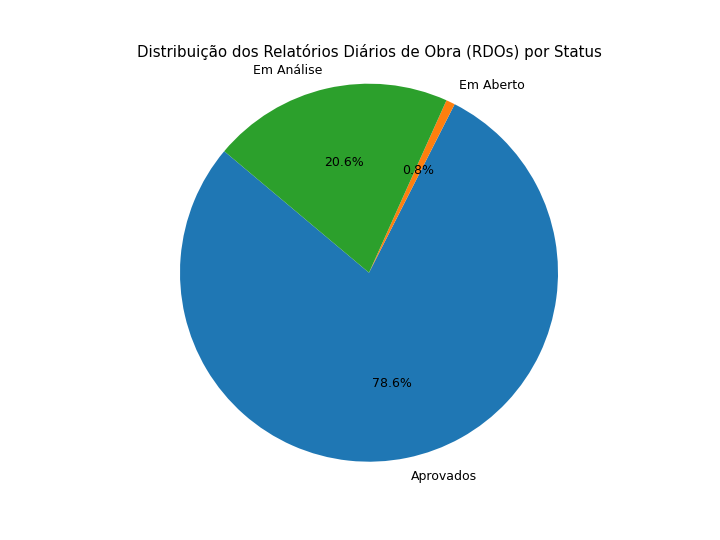 Distribuição dos Relatórios Diários de Obra (RDOs) por Status
Em Análise
Em Aberto
20.6%
0.8%
78.6%
Aprovados